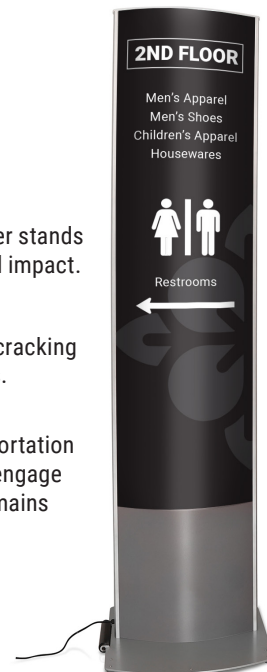 er stands
l impact.
cracking
ortation
engage
mains
2ND FLOOR
Men's Apparel
Men's Shoes
Children's Apparel
Housewares
Restrooms